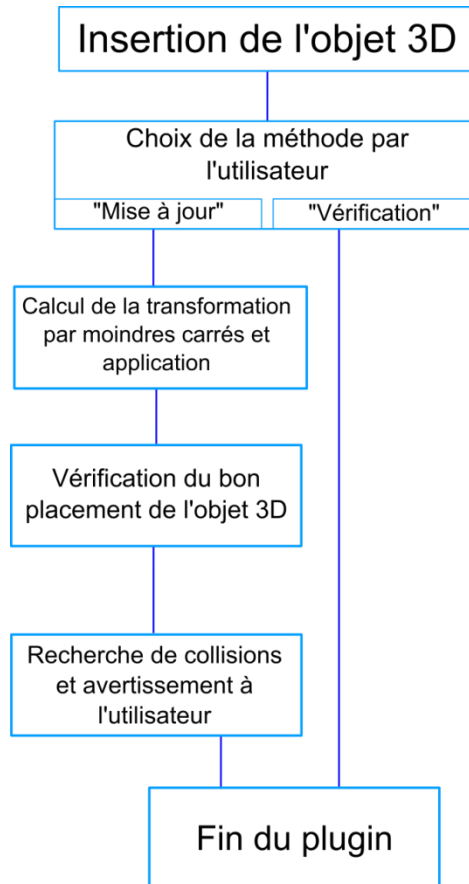 Insertion de l'objet 3D
Choix de la méthode par
l'utilisateur
"Mise à jour"
"Vérification"
Calcul de la transformation
par moindres carrés et
application
Vérification du bon
placement de l'objet 3D
Recherche de collisions
et avertissement à
l'utilisateur
Fin du plugin